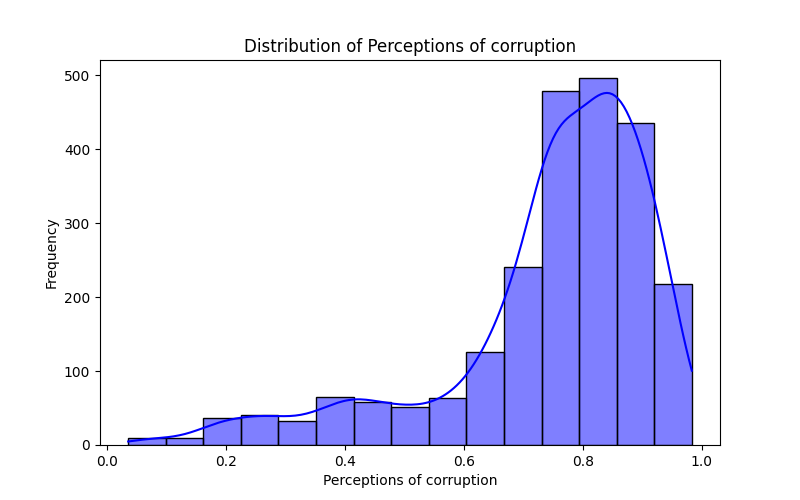 Distribution of Perceptions of corruption
500
400
300
200
100
0
Frequency
0.0 0.2 0.4 0.6 0.8 1.0
Perceptions of corruption